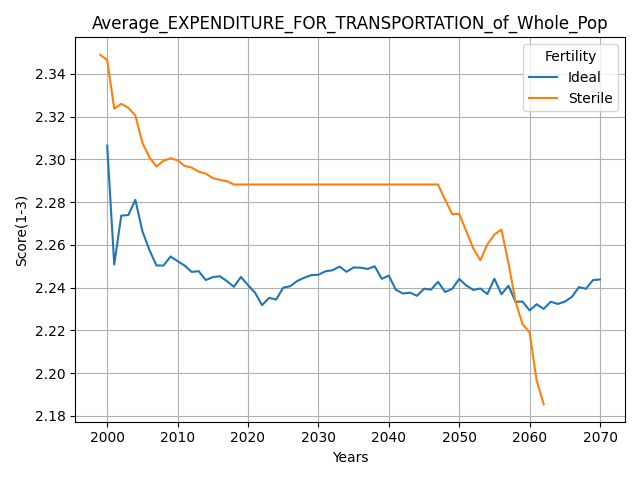 Average_EXPENDITURE_FOR_TRANSPORTATION_of_Whole_Pop
Fertility
Ideal
Sterile
Score(1-3)
2.34
2.32
2.30
2.28
2.26
2.24
2.22
2.20
2.18
2000 2010 2020 2030 2040 2050 2060 2070
Years